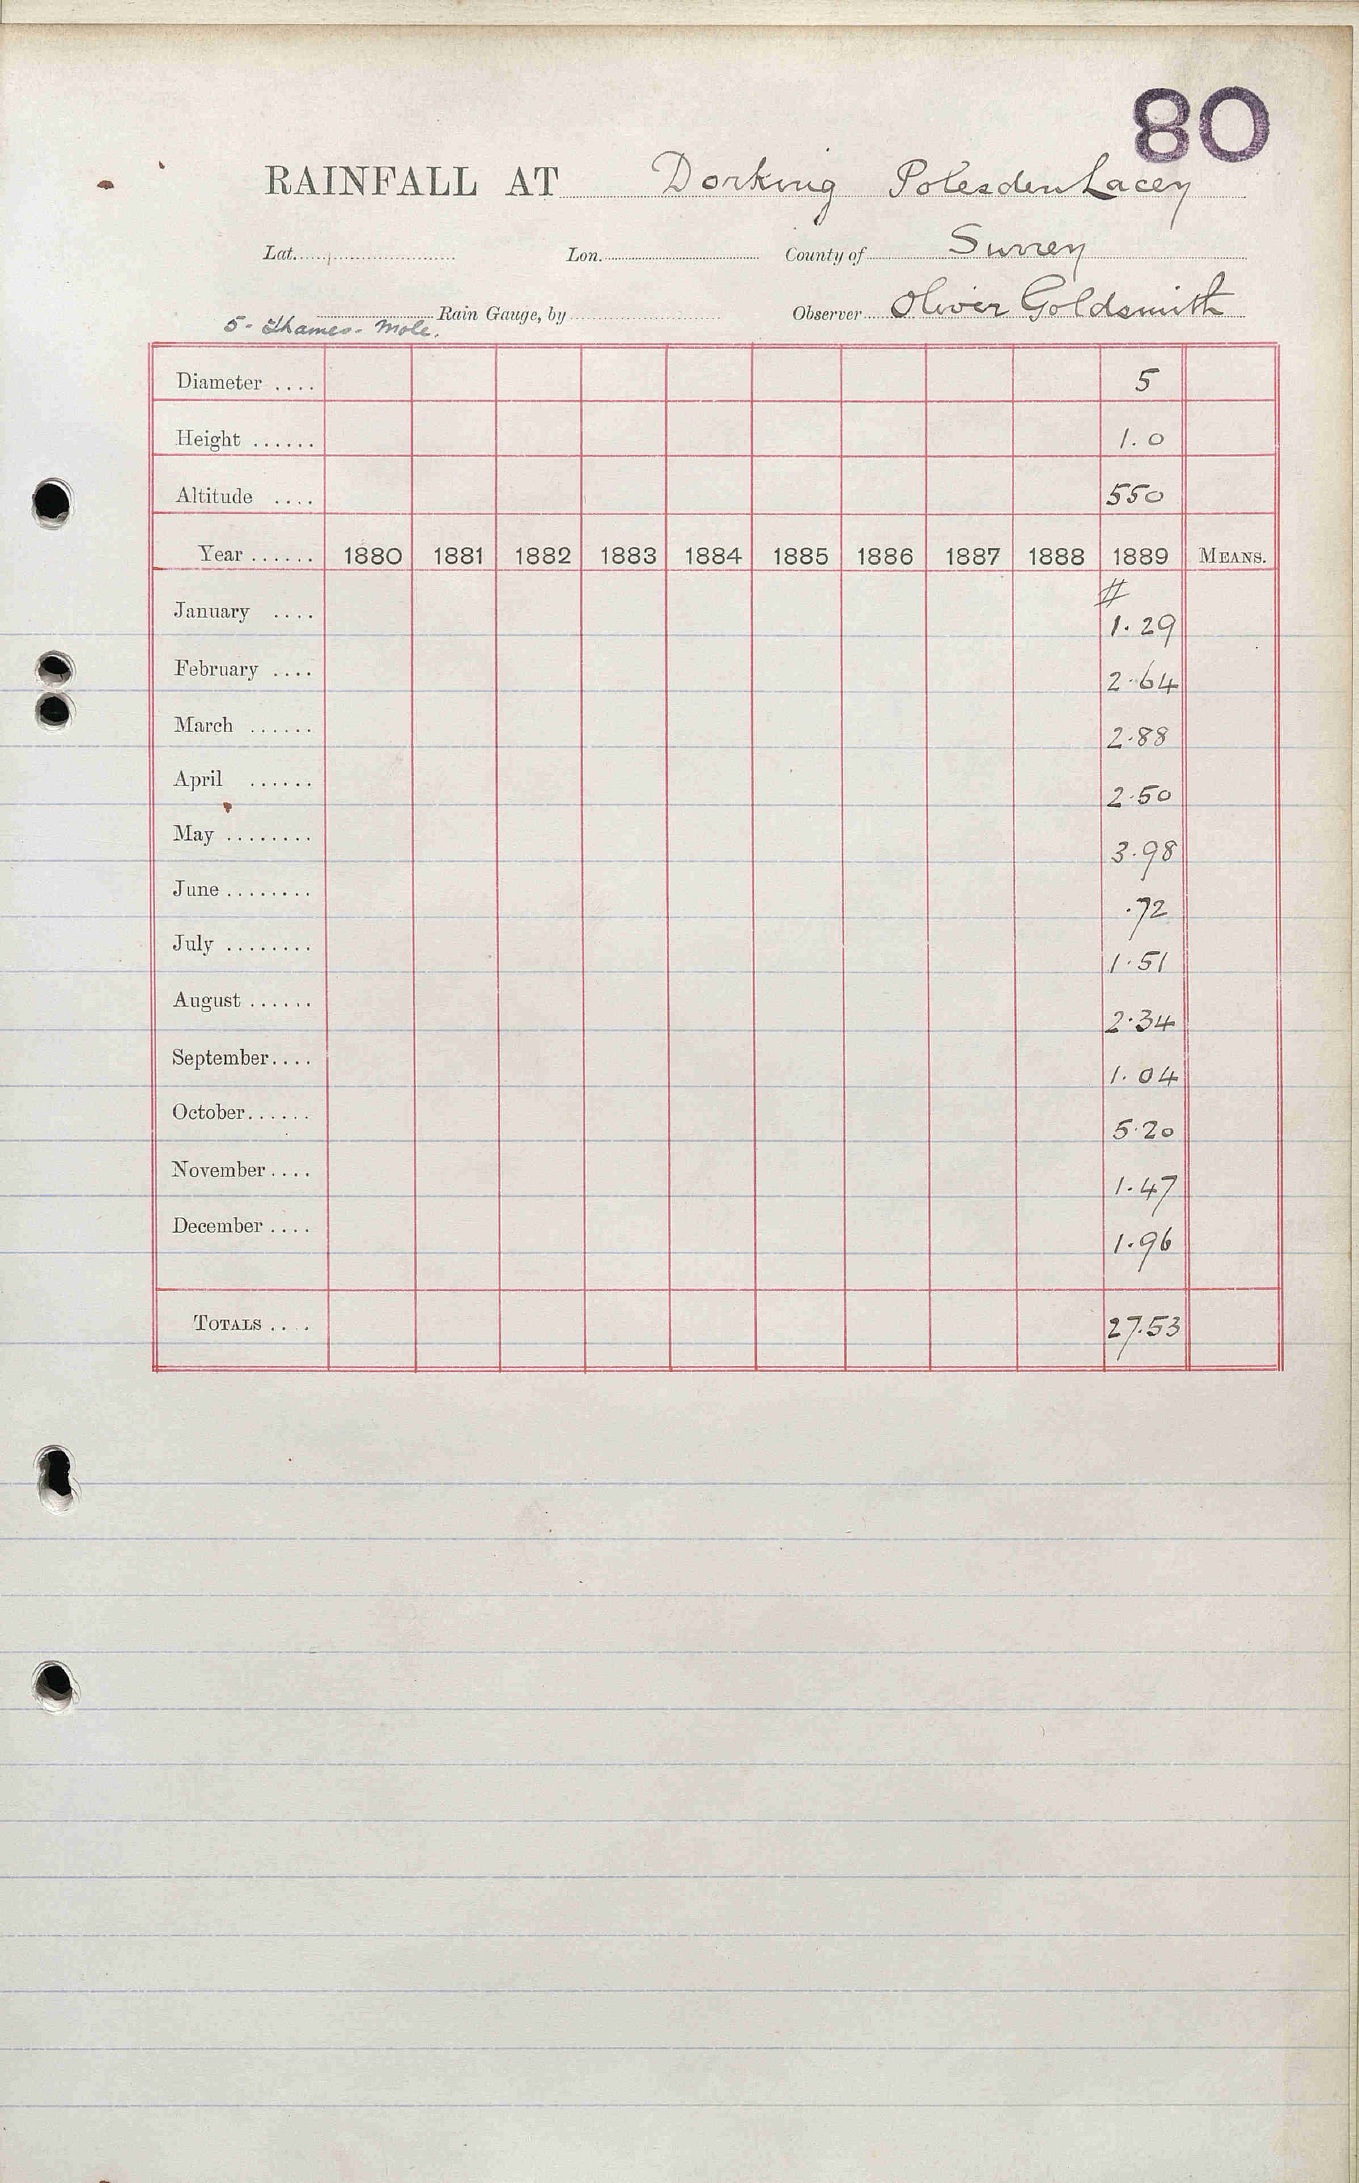 80
RAINFALL AT Dorking Polesden Lacey
Lat. Lon. County of Surrey
Rain Gauge, by Observer Oliver Goldsmith
5- Thames- Mole.
Diameter .... 5
Height ...... 1.0
Altitude .... 550
Year ...... 1880 1881 1882 1883 1884 1885 1886 1887 1888 1889 MEANS.
#
January .... 1.29
February .... 2.64
March ...... 2.88
April ...... 2.50
May ........ 3.98
June ........ .72
July ........ 1.51
August ...... 2.34
September.... 1.04
October...... 5.20
November.... 1.47
December .... 1.96
TOTALS .... 27.53